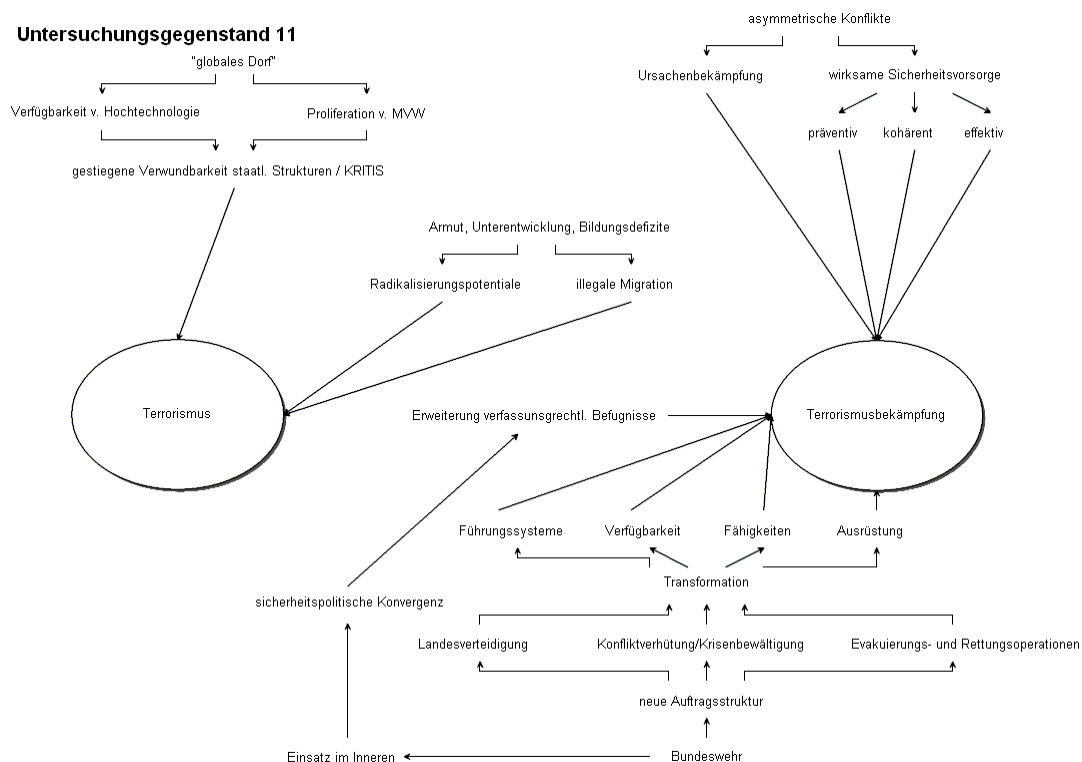 asymmetrische Konflikte
Untersuchungsgegenstand 11
"globales Dorf"
Ursachenbekämpfung
wirksame Sicherheitsvorsorge
Verfügbarkeit v. Hochtechnologie
Proliferation v. MVW
präventiv
kohärent
effektiv
gestiegene Verwundbarkeit staatl. Strukturen / KRITIS
Armut, Unterentwicklung, Bildungsdefizite
Radikalisierungspotentiale
illegale Migration
Terrorismus
Erweiterung verfassunsgrechtl. Befugnisse
Terrorismusbekämpfung
Führungssysteme
Verfügbarkeit
Fähigkeiten
Ausrüstung
Transformation
sicherheitspolitische Konvergenz
Landesverteidigung
Konfliktverhütung/Krisenbewältigung
Evakuierungs- und Rettungsoperationen
neue Auftragsstruktur
Einsatz im Inneren
Bundeswehr